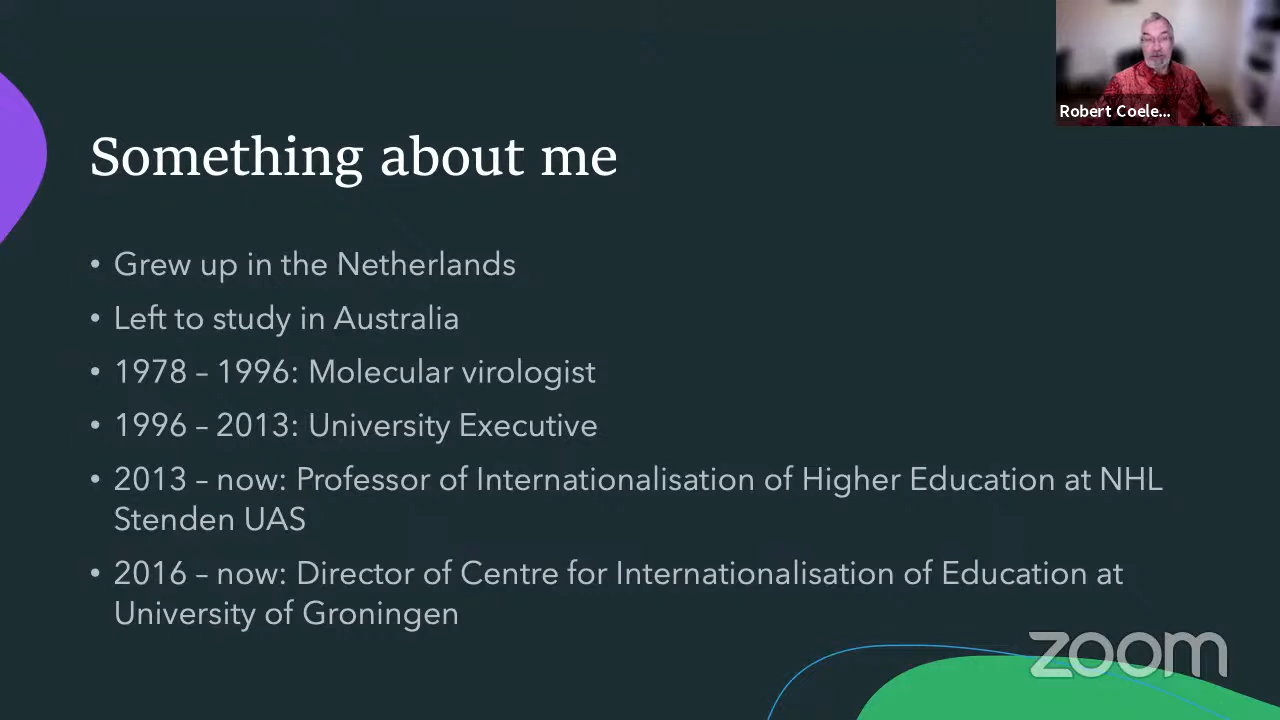 Robert Coele...
Something about me
• Grew up in the Netherlands
• Left to study in Australia
• 1978 – 1996: Molecular virologist
• 1996 – 2013: University Executive
• 2013 – now: Professor of Internationalisation of Higher Education at NHL
Stenden UAS
• 2016 – now: Director of Centre for Internationalisation of Education at
University of Groningen
zoom